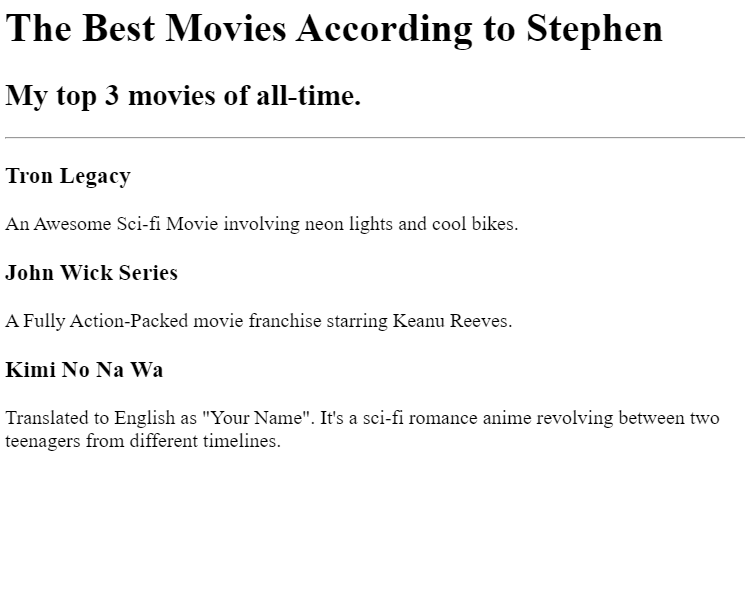 The Best Movies According to Stephen
My top 3 movies of all-time.
Tron Legacy
An Awesome Sci-fi Movie involving neon lights and cool bikes.
John Wick Series
A Fully Action-Packed movie franchise starring Keanu Reeves.
Kimi No Na Wa
Translated to English as "Your Name". It's a sci-fi romance anime revolving between two
teenagers from different timelines.